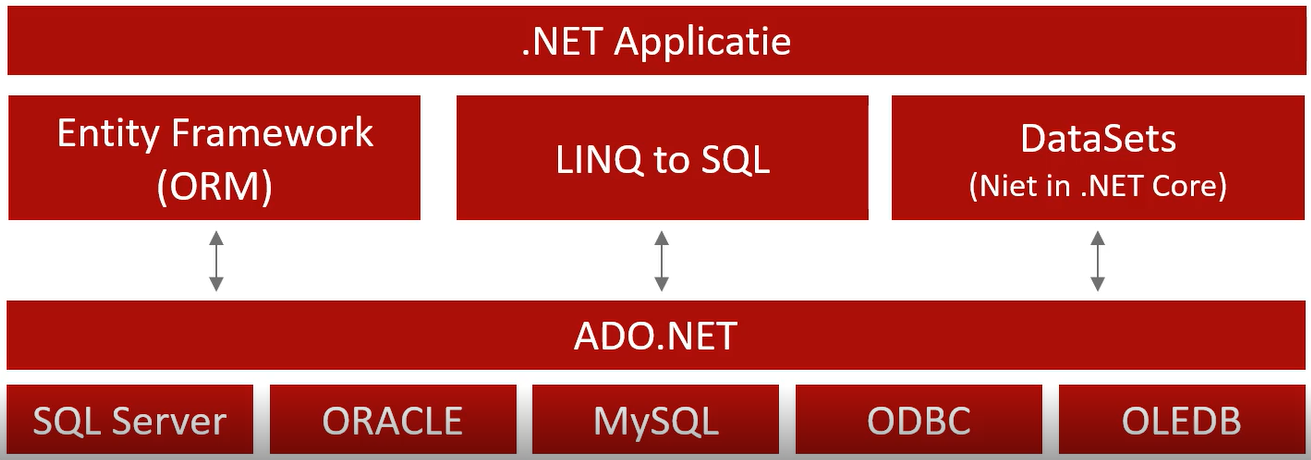 .NET Applicatie
Entity Framework
(ORM)
LINQ to SQL
DataSets
(Niet in .NET Core)
ADO.NET
SQL Server
ORACLE
MySQL
ODBC
OLEDB